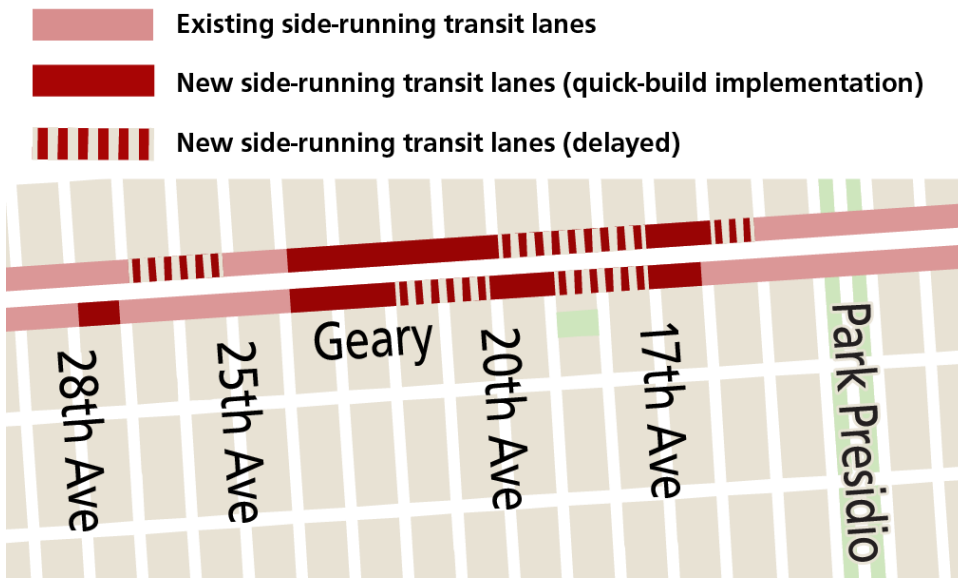 Existing side-running transit lanes
New side-running transit lanes (quick-build implementation)
New side-running transit lanes (delayed)
Geary
28th Ave
25th Ave
20th Ave
17th Ave
Park Presidio